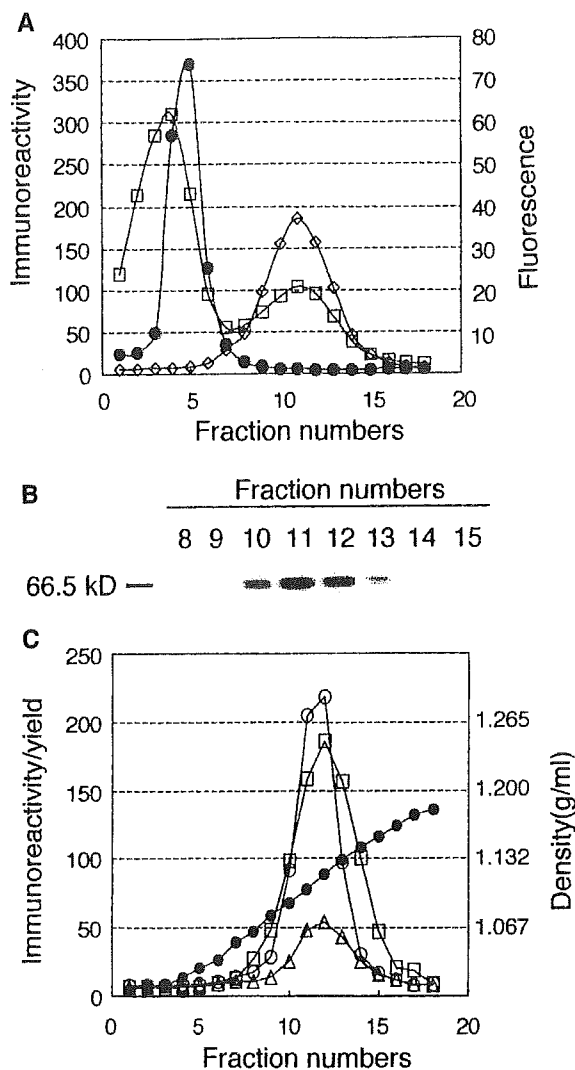 A
400
350
300
250
200
150
100
50
0
Immunoreactivity
80
70
60
50
40
30
20
10
Fluorescence
0 5 10 15 20
Fraction numbers
B
Fraction numbers
8 9 10 11 12 13 14 15
66.5 kD
C
250
200
150
100
50
0
Immunoreactivity/yield
1.265
1.200
1.132
1.067
Density(g/ml)
0 5 10 15 20
Fraction numbers